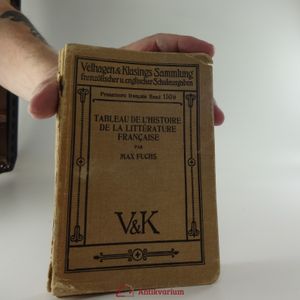 Velhagen & Klasings Sammlung
französischer u. englischer Schulausgaben
Prosateurs français Band 150
TABLEAU DE L'HISTOIRE
DE LA LITTÉRATURE
FRANÇAISE
PAR
MAX FUCHS
V&K
Antikvarium